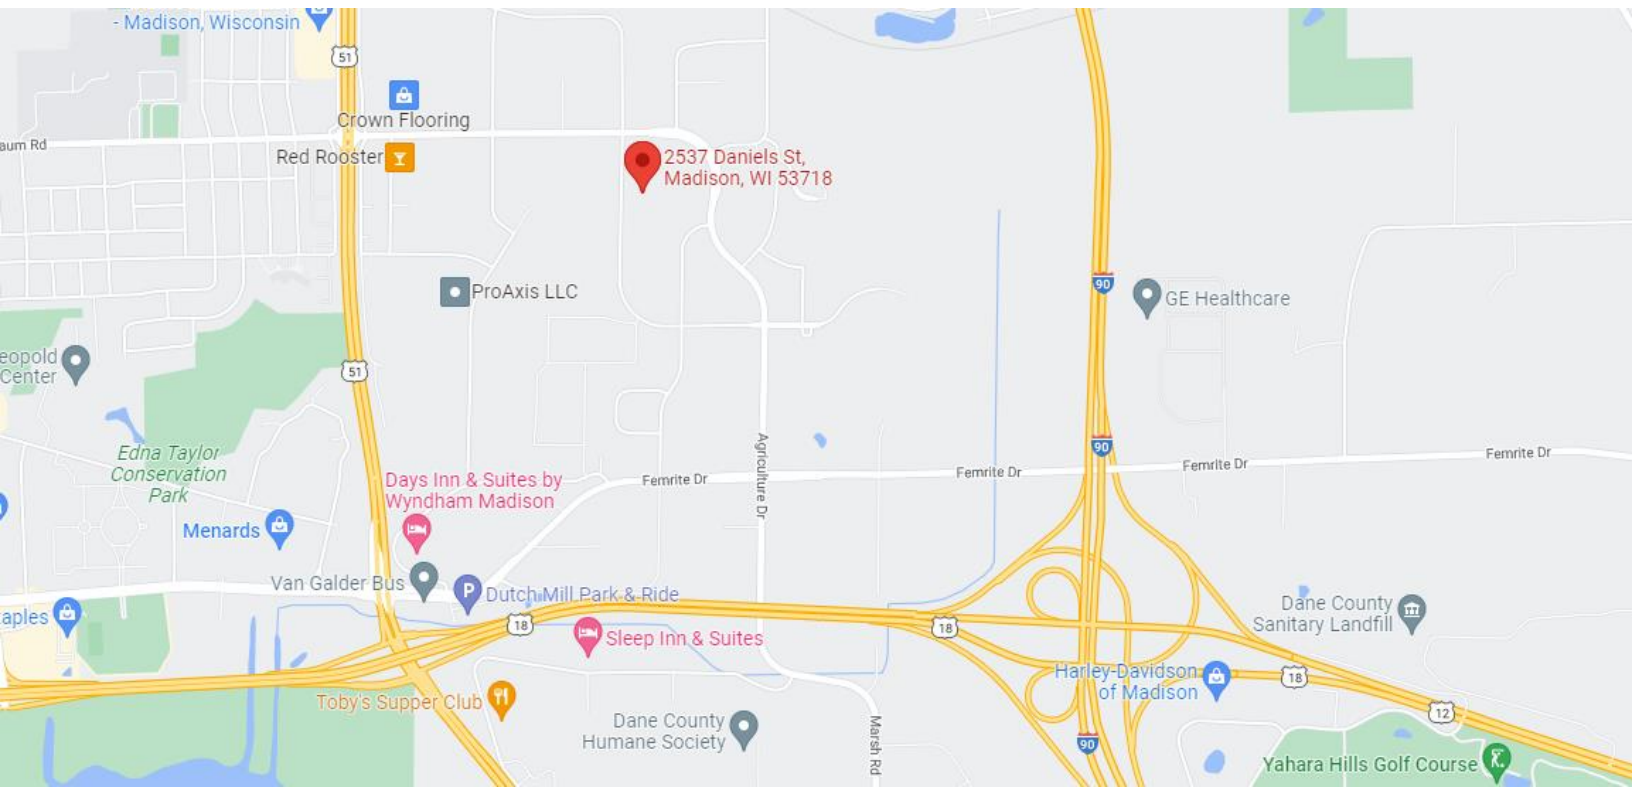 - Madison, Wisconsin
51
Crown Flooring
aum Rd
Red Rooster
2537 Daniels St,
Madison, WI 53718
90
ProAxis LLC
GE Healthcare
eopold
Center
51
Edna Taylor
Conservation
Park
90
Femrite Dr
Femrite Dr
Femrite Dr
Femrite Dr
Agriculture Dr
Days Inn & Suites by
Wyndham Madison
Menards
Van Galder Bus
P
Dutch Mill Park & Ride
aples
18
Sleep Inn & Suites
18
Dane County
Sanitary Landfill
Harley-Davidson
of Madison
18
Toby's Supper Club
12
Dane County
Humane Society
Marsh Rd
90
Yahara Hills Golf Course